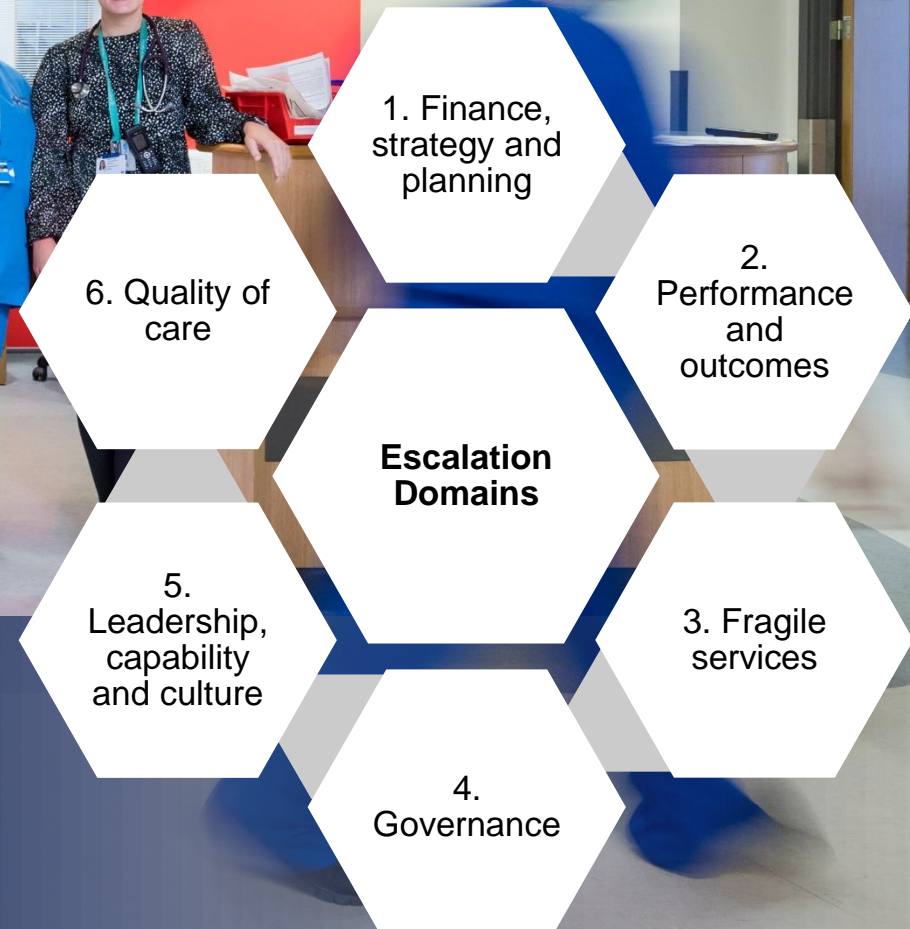 1. Finance,
strategy and
planning
2.
Performance
and
outcomes
3. Fragile
services
4.
Governance
5.
Leadership,
capability
and culture
6. Quality of
care
Escalation
Domains